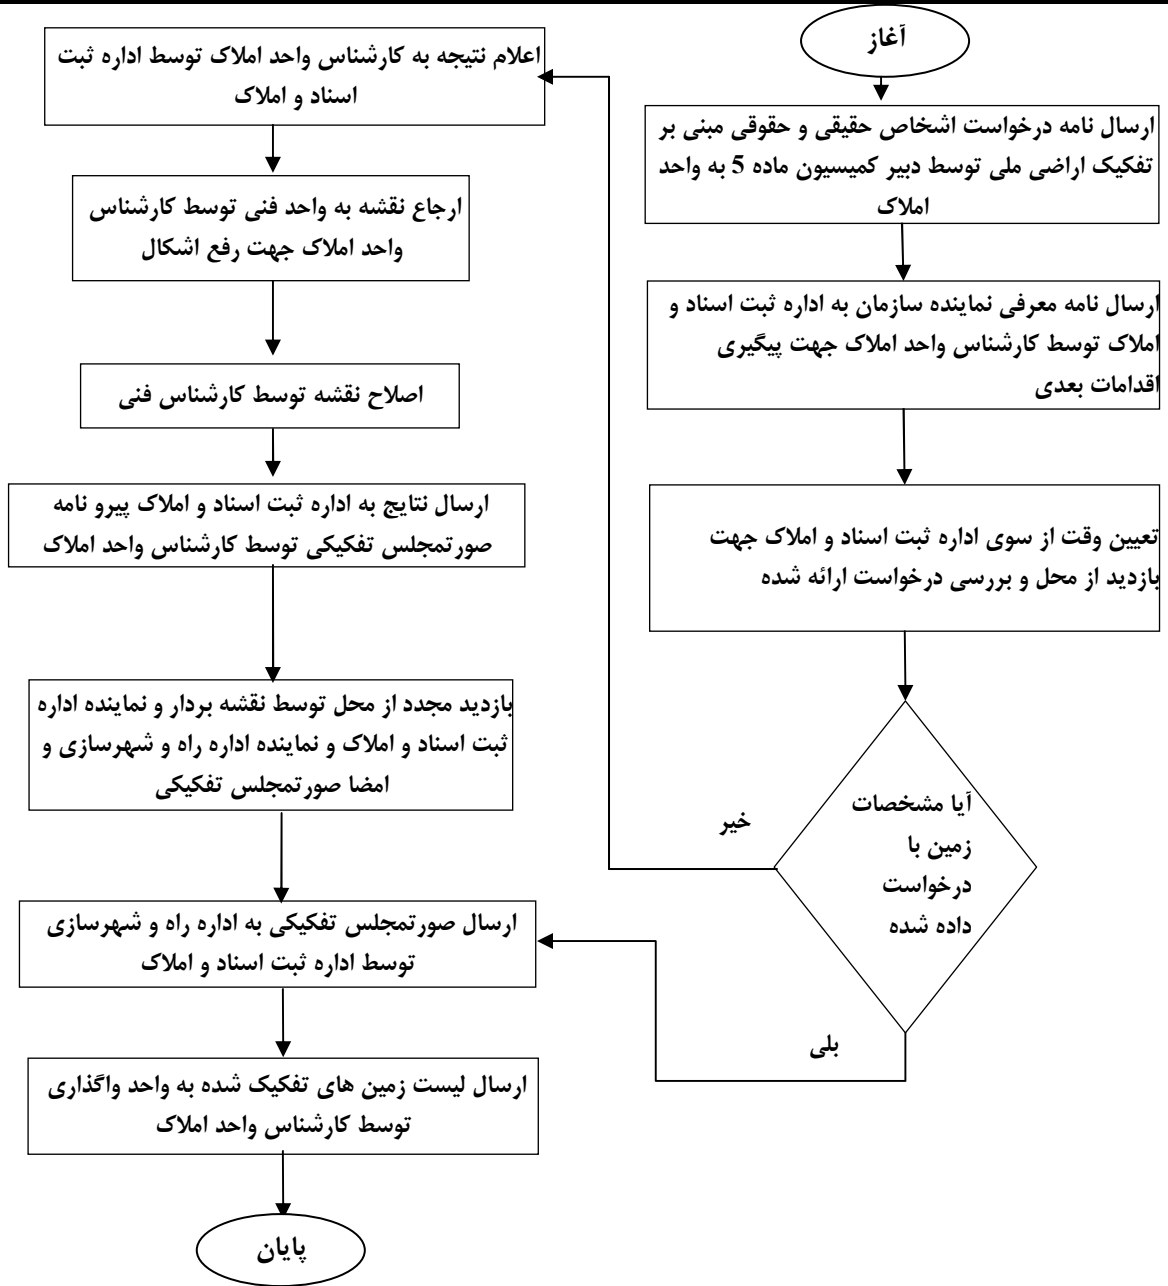 آغاز
ارسال نامه درخواست اشخاص حقیقی و حقوقی مبنی بر
تفکیک اراضی ملی توسط دبیر کمیسیون ماده 5 به واحد
املاک
ارسال نامه معرفی نماینده سازمان به اداره ثبت اسناد و
املاک توسط کارشناس واحد املاک جهت پیگیری
اقدامات بعدی
تعیین وقت از سوی اداره ثبت اسناد و املاک جهت
بازدید از محل و بررسی درخواست ارائه شده
آیا مشخصات
زمین با
درخواست
داده شده
خیر
بلی
اعلام نتیجه به کارشناس واحد املاک توسط اداره ثبت
اسناد و املاک
ارجاع نقشه به واحد فنی توسط کارشناس
واحد املاک جهت رفع اشکال
اصلاح نقشه توسط کارشناس فنی
ارسال نتایج به اداره ثبت اسناد و املاک پیرو نامه
صورتمجلس تفکیکی توسط کارشناس واحد املاک
بازدید مجدد از محل توسط نقشه بردار و نماینده اداره
ثبت اسناد و املاک و نماینده اداره راه و شهرسازی و
امضا صورتمجلس تفکیکی
ارسال صورتمجلس تفکیکی به اداره راه و شهرسازی
توسط اداره ثبت اسناد و املاک
ارسال لیست زمین های تفکیک شده به واحد واگذاری
توسط کارشناس واحد املاک
پایان